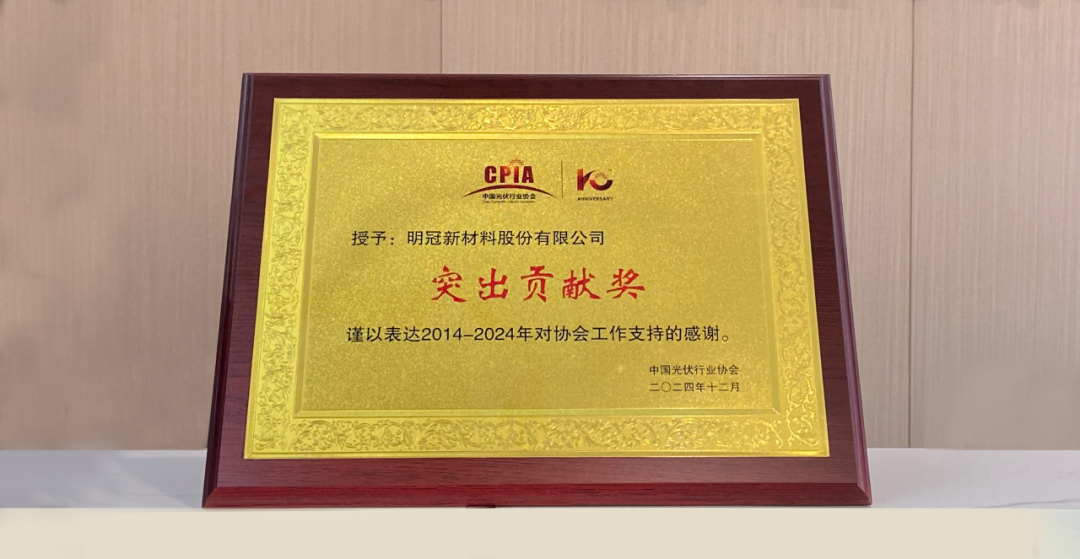 CPIA
中国光伏行业协会
10
ANNIVERSARY
授予：明冠新材料股份有限公司
突出贡献奖
谨以表达2014-2024年对协会工作支持的感谢。
中国光伏行业协会
二〇二四年十二月